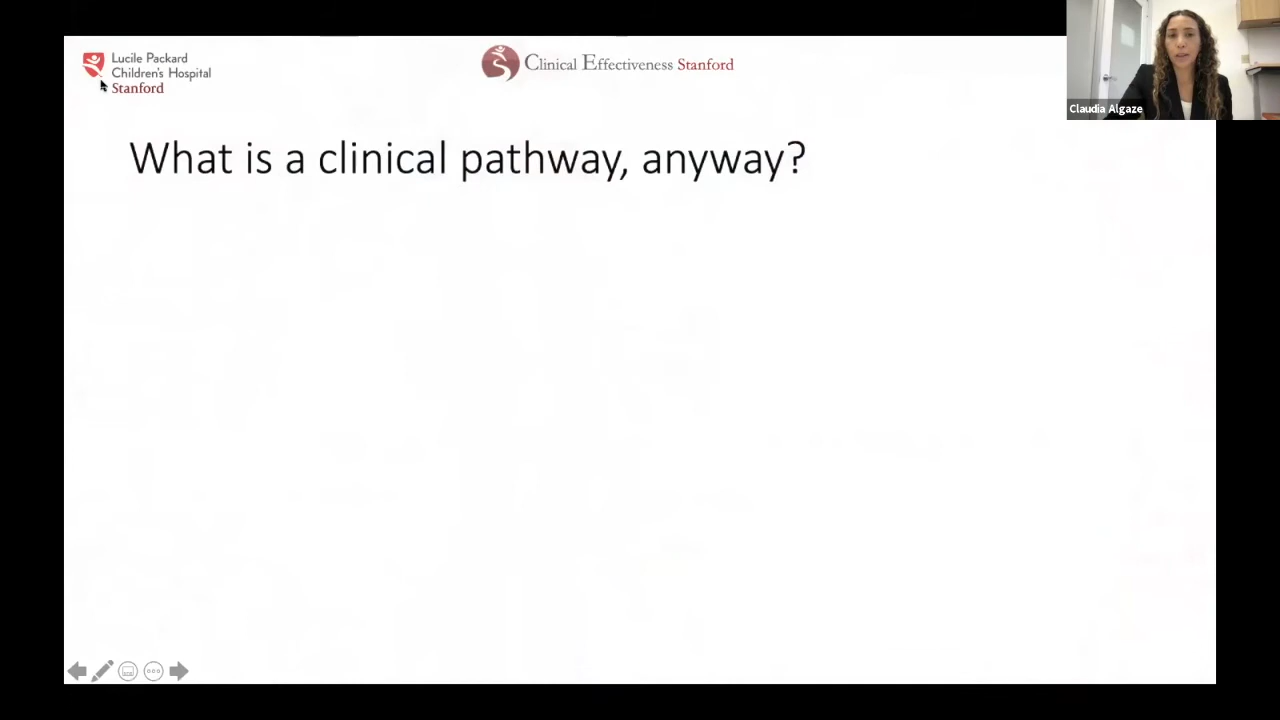 Lucile Packard
Children's Hospital
Stanford
Clinical Effectiveness Stanford
Claudia Algaze
What is a clinical pathway, anyway?